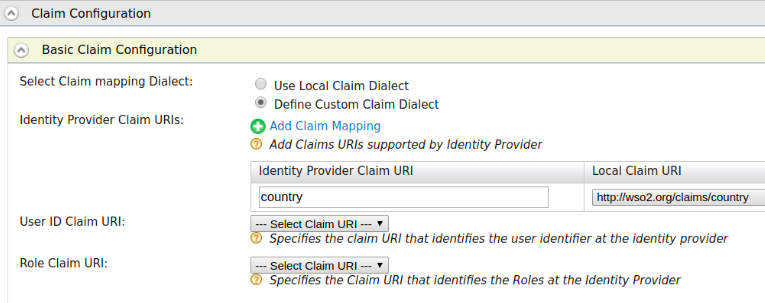 Claim Configuration
Basic Claim Configuration
Select Claim mapping Dialect:
Use Local Claim Dialect
Define Custom Claim Dialect
Identity Provider Claim URIs:
Add Claim Mapping
Add Claims URIs supported by Identity Provider
Identity Provider Claim URI Local Claim URI
country http://wso2.org/claims/country
User ID Claim URI: --- Select Claim URI ---
Specifies the claim URI that identifies the user identifier at the identity provider
Role Claim URI: --- Select Claim URI ---
Specifies the Claim URI that identifies the Roles at the Identity Provider